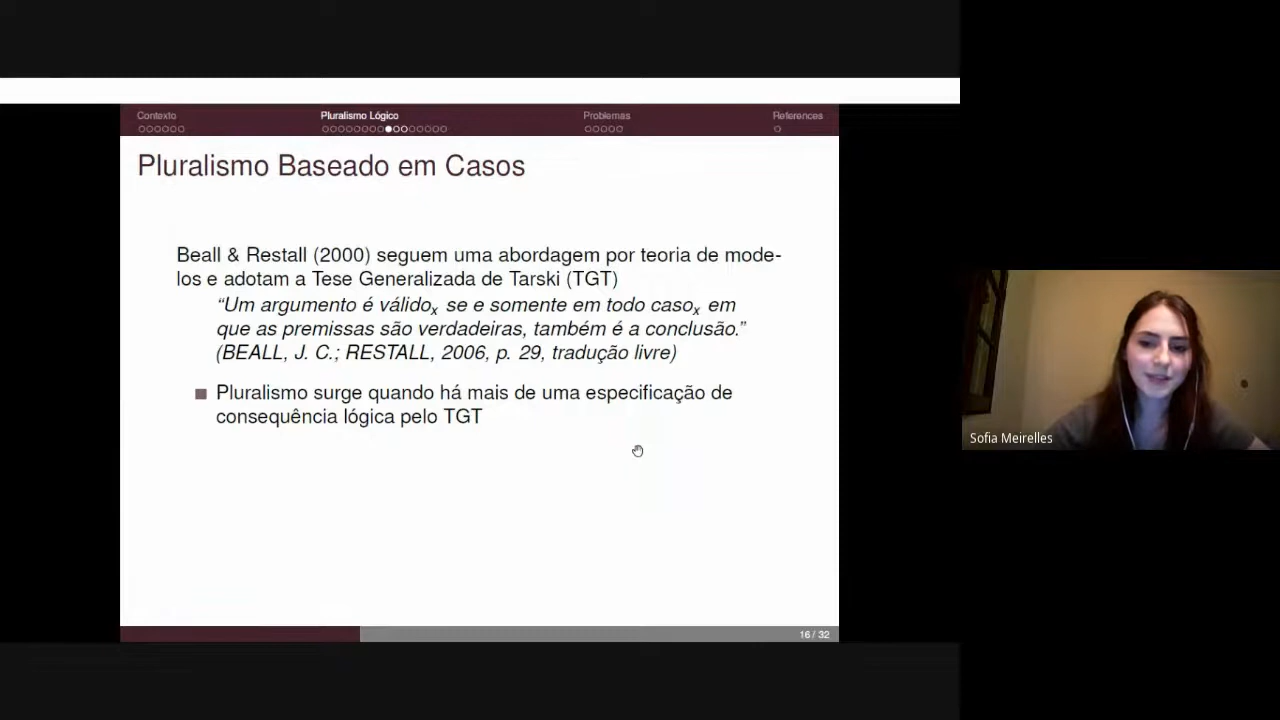 Contexto Pluralismo Lógico Problemas References
Pluralismo Baseado em Casos
Beall & Restall (2000) seguem uma abordagem por teoria de mode-
los e adotam a Tese Generalizada de Tarski (TGT)
“Um argumento é válidoₓ se e somente em todo casoₓ em
que as premissas são verdadeiras, também é a conclusão.”
(BEALL, J. C.; RESTALL, 2006, p. 29, tradução livre)
Pluralismo surge quando há mais de uma especificação de
consequência lógica pelo TGT
Sofia Meirelles
16 / 32